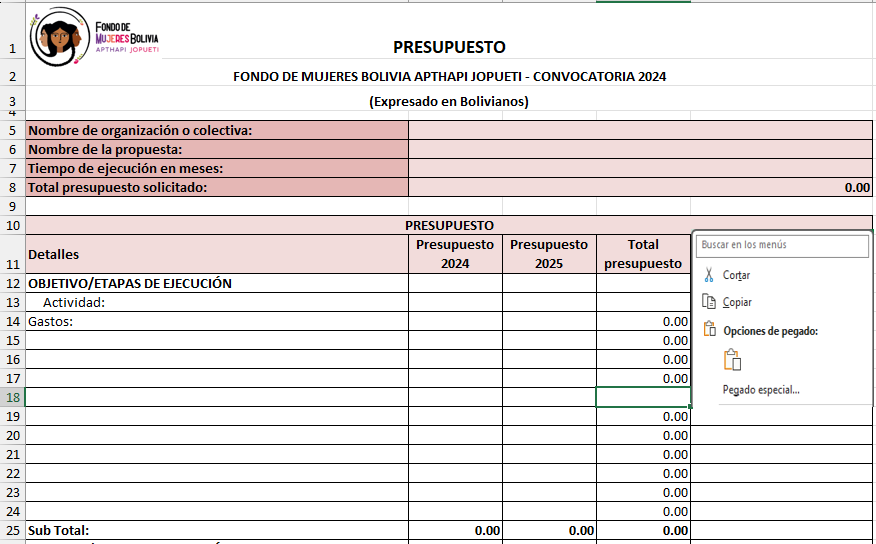 FONDO DE
MUJERES BOLIVIA
APTHAPI JOPUETI
1 PRESUPUESTO
2 FONDO DE MUJERES BOLIVIA APTHAPI JOPUETI - CONVOCATORIA 2024
3 (Expresado en Bolivianos)
4
5 Nombre de organización o colectiva:
6 Nombre de la propuesta:
7 Tiempo de ejecución en meses:
8 Total presupuesto solicitado: 0.00
9
10 PRESUPUESTO
11 Detalles Presupuesto 2024 Presupuesto 2025 Total presupuesto
12 OBJETIVO/ETAPAS DE EJECUCIÓN
13 Actividad:
14 Gastos: 0.00
15 0.00
16 0.00
17 0.00
18
19 0.00
20 0.00
21 0.00
22 0.00
23 0.00
24 0.00
25 Sub Total: 0.00 0.00 0.00
Buscar en los menús
Cortar
Copiar
Opciones de pegado:
Pegado especial...